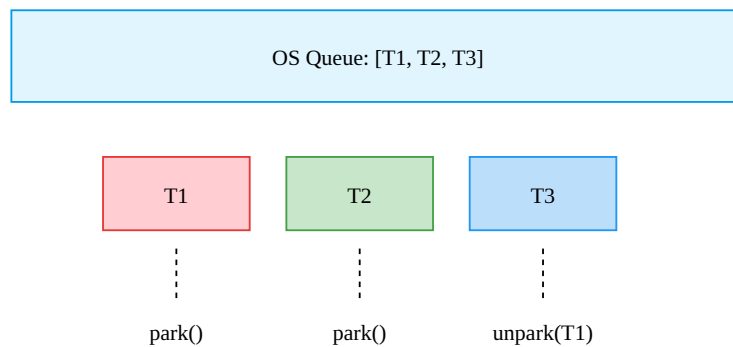 OS Queue: [T1, T2, T3]
T1
T2
T3
park()
park()
unpark(T1)